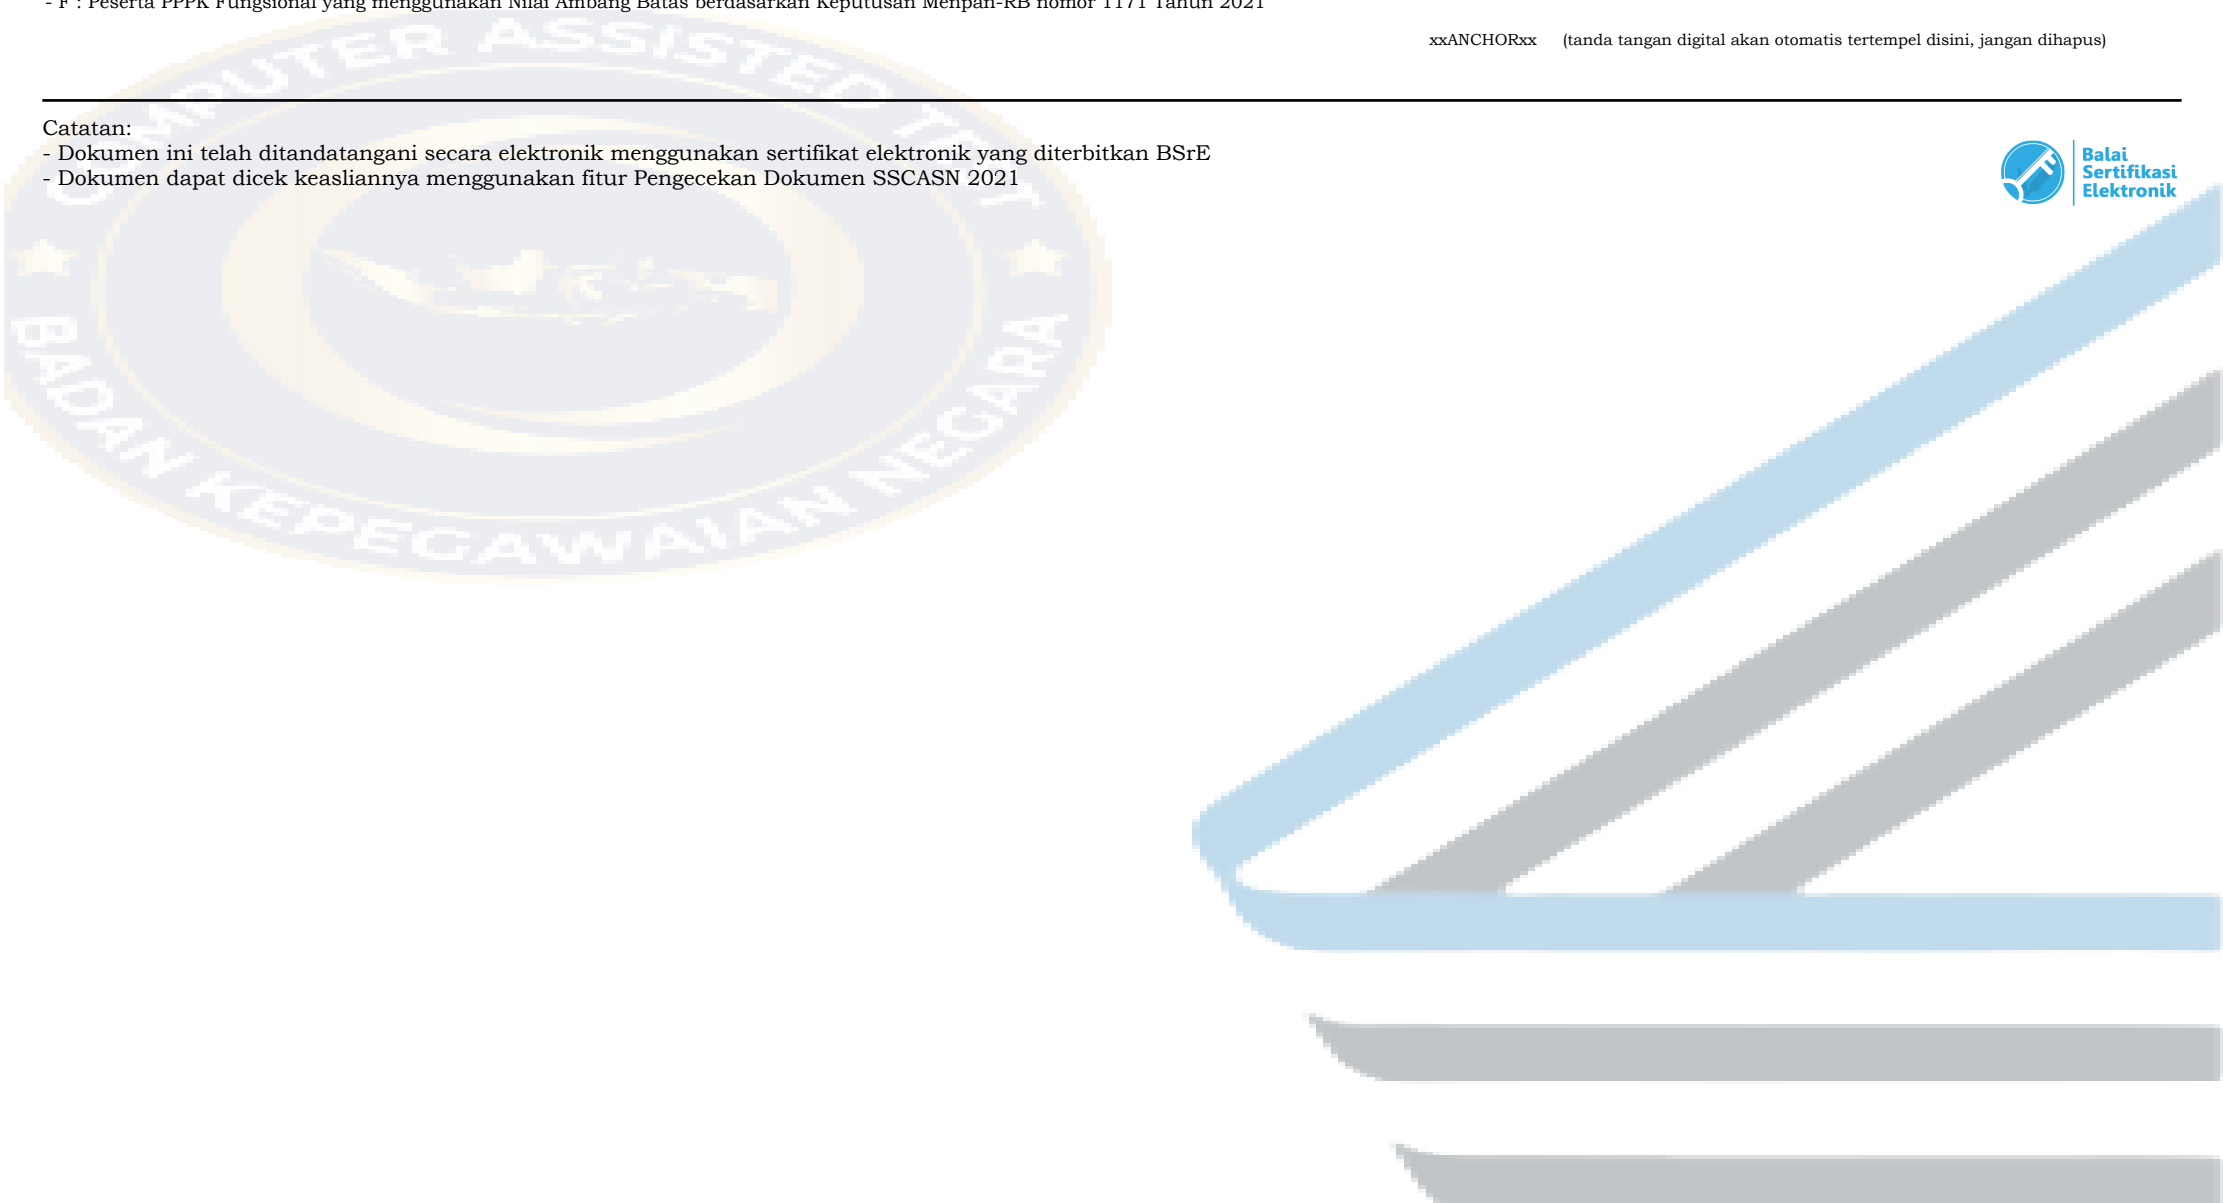 - F : Peserta PPPK Fungsional yang menggunakan Nilai Ambang Batas berdasarkan Keputusan Menpan-RB nomor 1171 Tahun 2021
xxANCHORxx (tanda tangan digital akan otomatis tertempel disini, jangan dihapus)
Catatan:
- Dokumen ini telah ditandatangani secara elektronik menggunakan sertifikat elektronik yang diterbitkan BSrE
- Dokumen dapat dicek keasliannya menggunakan fitur Pengecekan Dokumen SSCASN 2021
Balai
Sertifikasi
Elektronik
COMPUTER ASSISTED TEST
BADAN KEPEGAWAIAN NEGARA